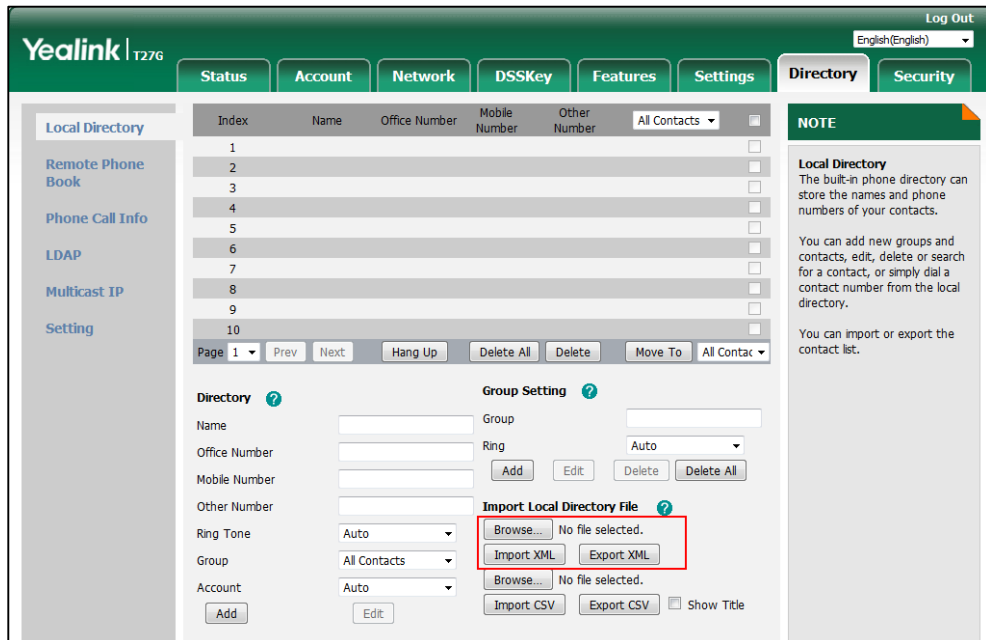 Log Out
Yealink T27G
English(English)
Status Account Network DSSKey Features Settings Directory Security
Local Directory
Remote Phone
Book
Phone Call Info
LDAP
Multicast IP
Setting
Index Name Office Number Mobile Number Other Number All Contacts
1
2
3
4
5
6
7
8
9
10
Page 1 Prev Next Hang Up Delete All Delete Move To All Contac
Directory ?
Name
Office Number
Mobile Number
Other Number
Ring Tone Auto
Group All Contacts
Account Auto
Add Edit
Group Setting ?
Group
Ring Auto
Add Edit Delete Delete All
Import Local Directory File ?
Browse... No file selected.
Import XML Export XML
Browse... No file selected.
Import CSV Export CSV Show Title
NOTE
Local Directory
The built-in phone directory can
store the names and phone
numbers of your contacts.
You can add new groups and
contacts, edit, delete or search
for a contact, or simply dial a
contact number from the local
directory.
You can import or export the
contact list.